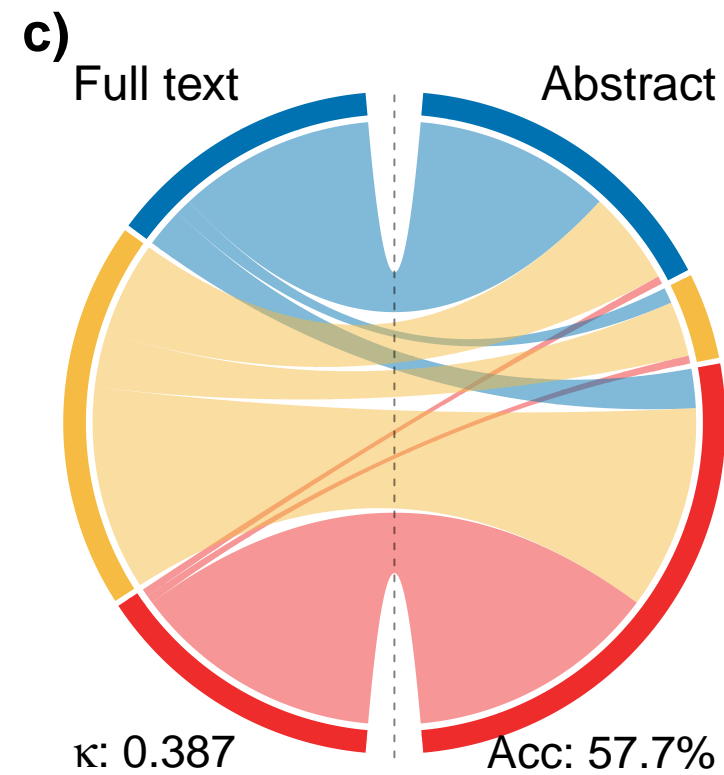 c)
Full text
Abstract
κ: 0.387
Acc: 57.7%